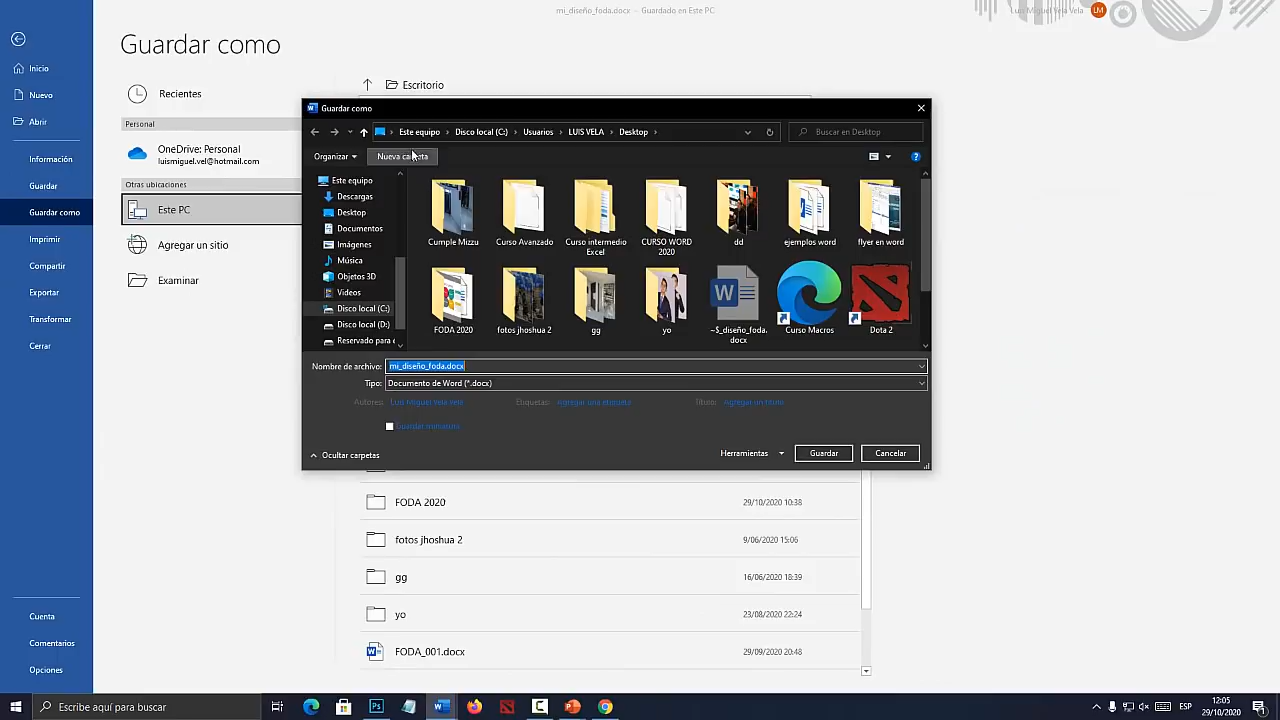 mi_diseño_foda.docx - Guardado en Este PC
Luis Miguel Vela Vela
LM
Guardar como
Inicio
Nuevo
Abrir
Información
Guardar
Guardar como
Imprimir
Compartir
Exportar
Transformar
Cerrar
Cuenta
Comentarios
Opciones
Recientes
Personal
OneDrive: Personal
luismiguel.vel@hotmail.com
Otras ubicaciones
Este PC
Agregar un sitio
Examinar
Escritorio
Guardar como
Este equipo › Disco local (C:) › Usuarios › LUIS VELA › Desktop ›
Buscar en Desktop
Organizar
Nueva carpeta
Este equipo
Descargas
Desktop
Documentos
Imágenes
Música
Objetos 3D
Videos
Disco local (C:)
Disco local (D:)
Reservado para
Cumple Mizzu
Curso Avanzado
Curso intermedio Excel
CURSO WORD 2020
dd
ejemplos word
flyer en word
FODA 2020
fotos jhoshua 2
gg
yo
~$_diseño_foda.docx
Curso Macros
Dota 2
Nombre de archivo: mi_diseño_foda.docx
Tipo: Documento de Word (*.docx)
Autores: Luis Miguel Vela Vela
Etiquetas: Agregar una etiqueta
Título: Agregar un título
Guardar miniatura
Ocultar carpetas
Herramientas
Guardar
Cancelar
FODA 2020 29/10/2020 10:38
fotos jhoshua 2 9/06/2020 15:06
gg 16/06/2020 18:39
yo 23/08/2020 22:24
FODA_001.docx 29/09/2020 20:48
Escribe aquí para buscar
ESP
12:05
29/10/2020